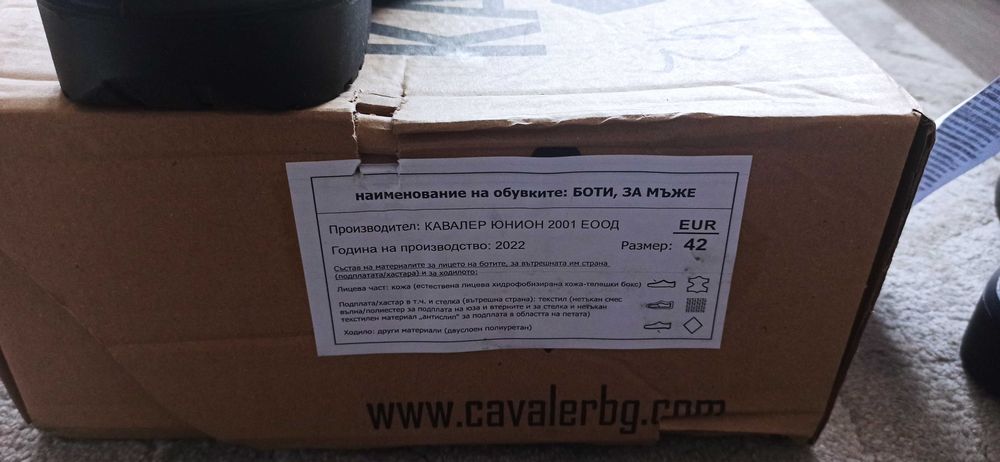 КА
42
наименование на обувките: БОТИ, ЗА МЪЖЕ
Производител: КАВАЛЕР ЮНИОН 2001 ЕООД
EUR
Година на производство: 2022
Размер: 42
Състав на материалите за лицето на ботите, за вътрешната им страна
(подплатата/хастара) и за ходилото:
Лицева част: кожа (естествена лицева хидрофобизирана кожа-телешки бокс)
Подплата/хастар в т.ч. и стелка (вътрешна страна): текстил (нетъкан смес
вълна/полиестер за подплата на юза и втерните и за стелка и нетъкан
текстилен материал „антислип" за подплата в областта на петата)
Ходило: други материали (двуслоен полиуретан)
www.cavalerbg.com